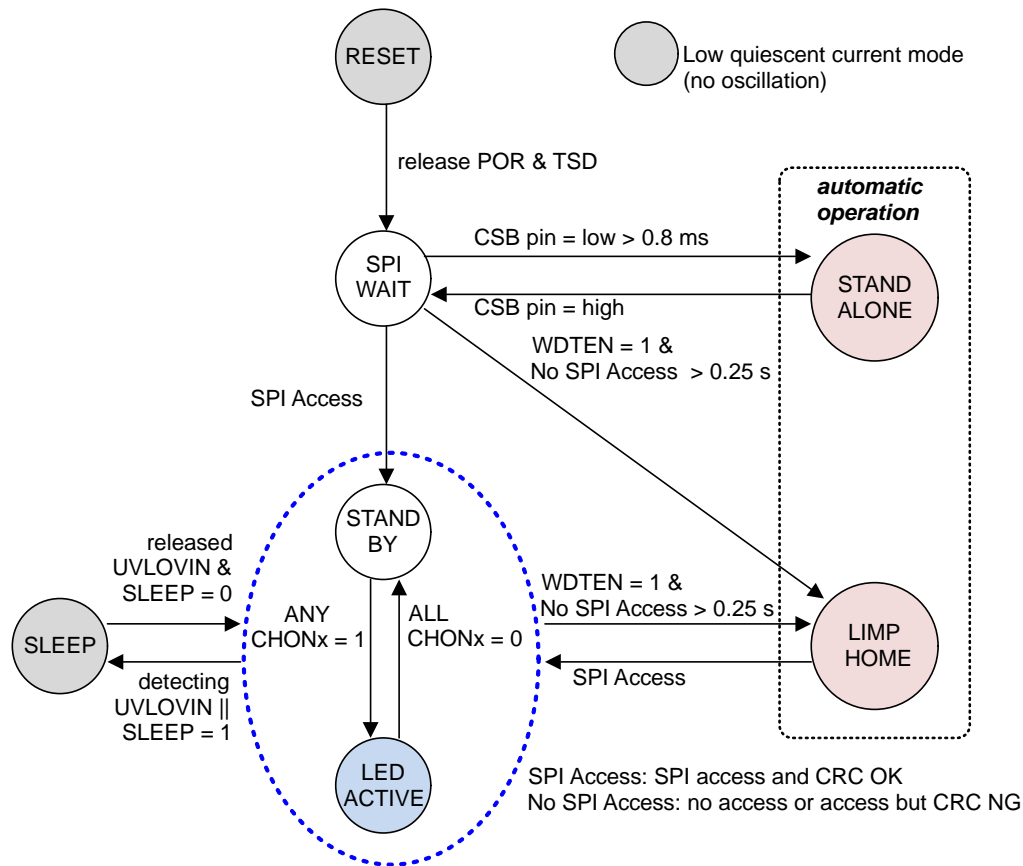 RESET
Low quiescent current mode
(no oscillation)
release POR & TSD
automatic
operation
CSB pin = low > 0.8 ms
SPI
WAIT
STAND
ALONE
CSB pin = high
WDTEN = 1 &
No SPI Access > 0.25 s
SPI Access
STAND
BY
released
UVLOVIN &
SLEEP = 0
WDTEN = 1 &
No SPI Access > 0.25 s
ANY
CHONx = 1
ALL
CHONx = 0
SLEEP
LIMP
HOME
SPI Access
detecting
UVLOVIN ||
SLEEP = 1
LED
ACTIVE
SPI Access: SPI access and CRC OK
No SPI Access: no access or access but CRC NG